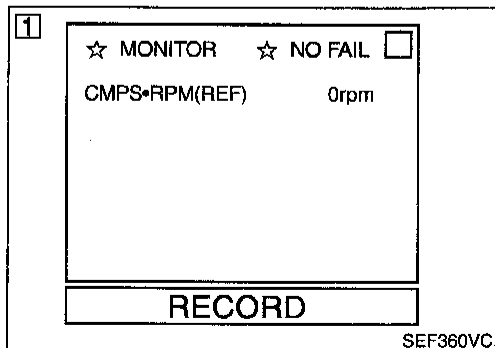 1
☆ MONITOR ☆ NO FAIL
CMPS•RPM(REF) 0rpm
RECORD
SEF360VC